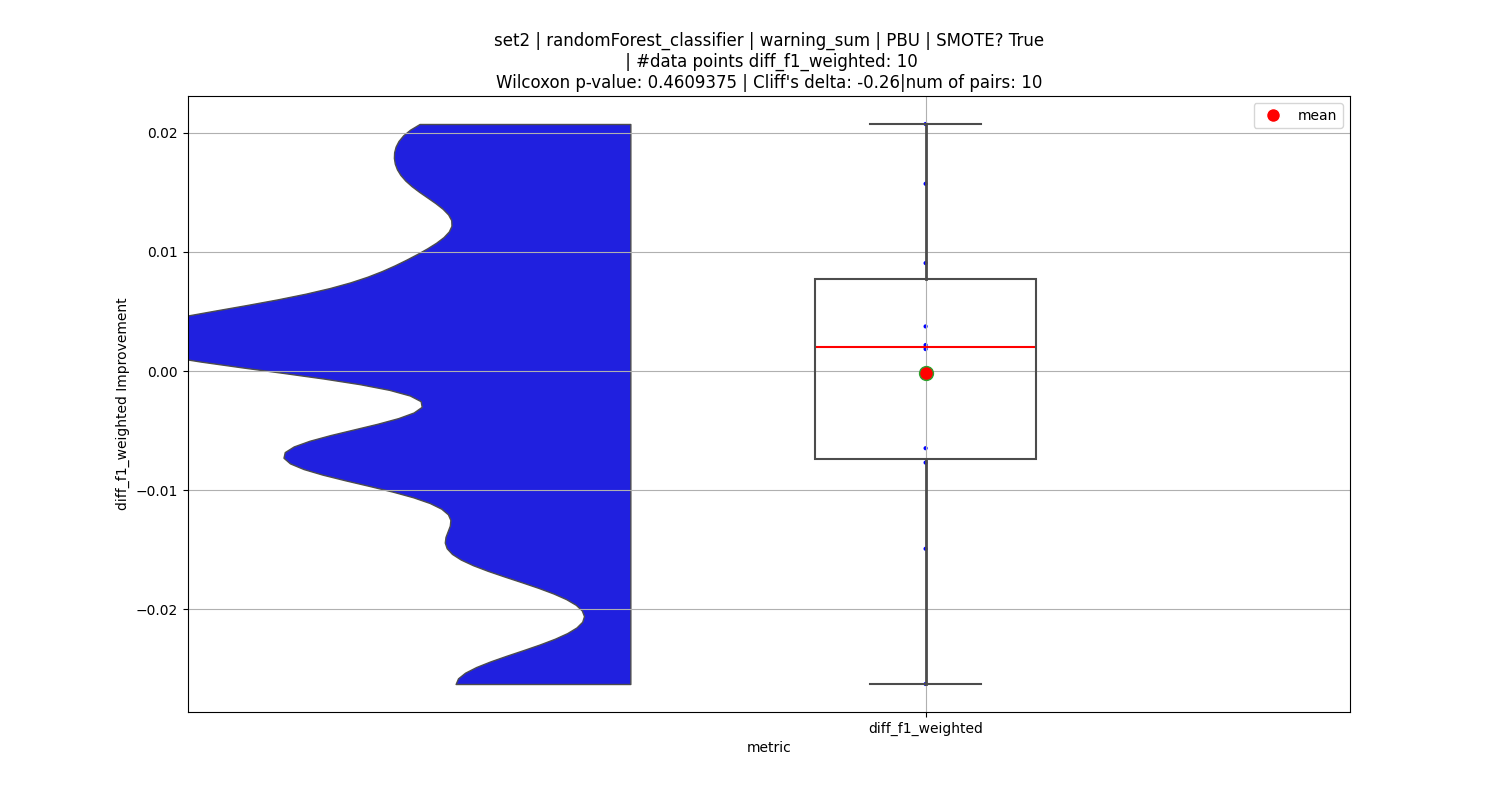 set2 | randomForest_classifier | warning_sum | PBU | SMOTE? True
| #data points diff_f1_weighted: 10
Wilcoxon p-value: 0.4609375 | Cliff's delta: -0.26|num of pairs: 10
mean
0.02
0.01
0.00
−0.01
−0.02
diff_f1_weighted Improvement
diff_f1_weighted
metric